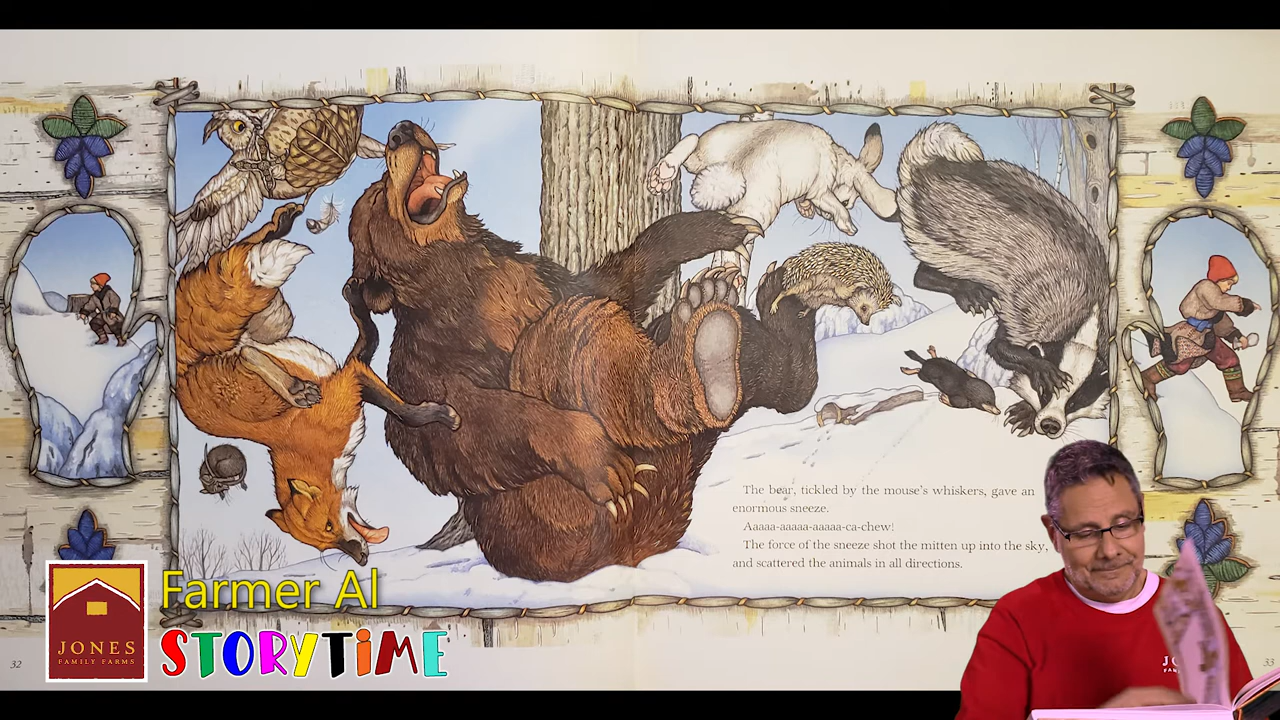 The bear, tickled by the mouse's whiskers, gave an
enormous sneeze.
Aaaaa-aaaaa-aaaaa-ca-chew!
The force of the sneeze shot the mitten up into the sky,
and scattered the animals in all directions.
JONES
FAMILY FARMS
Farmer Al
STORYTiME
32
33